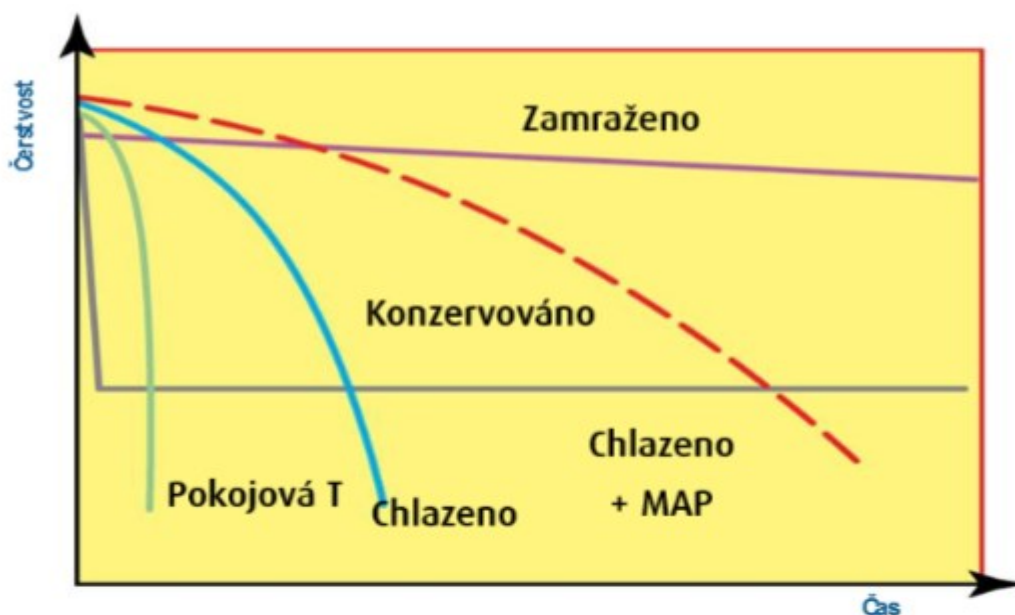 Čerstvost
Zamraženo
Konzervováno
Chlazeno
+ MAP
Pokojová T
Chlazeno
Čas